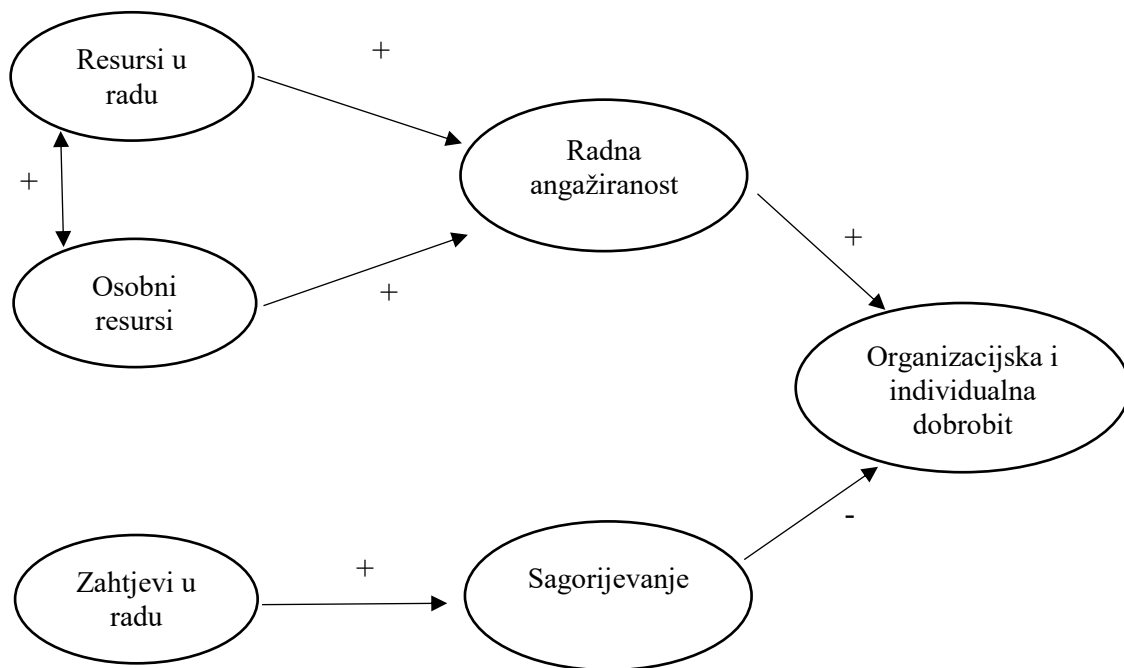 Resursi u
radu
+
+
Radna
angažiranost
+
Osobni
resursi
+
Organizacijska i
individualna
dobrobit
-
Zahtjevi u
radu
+
Sagorijevanje